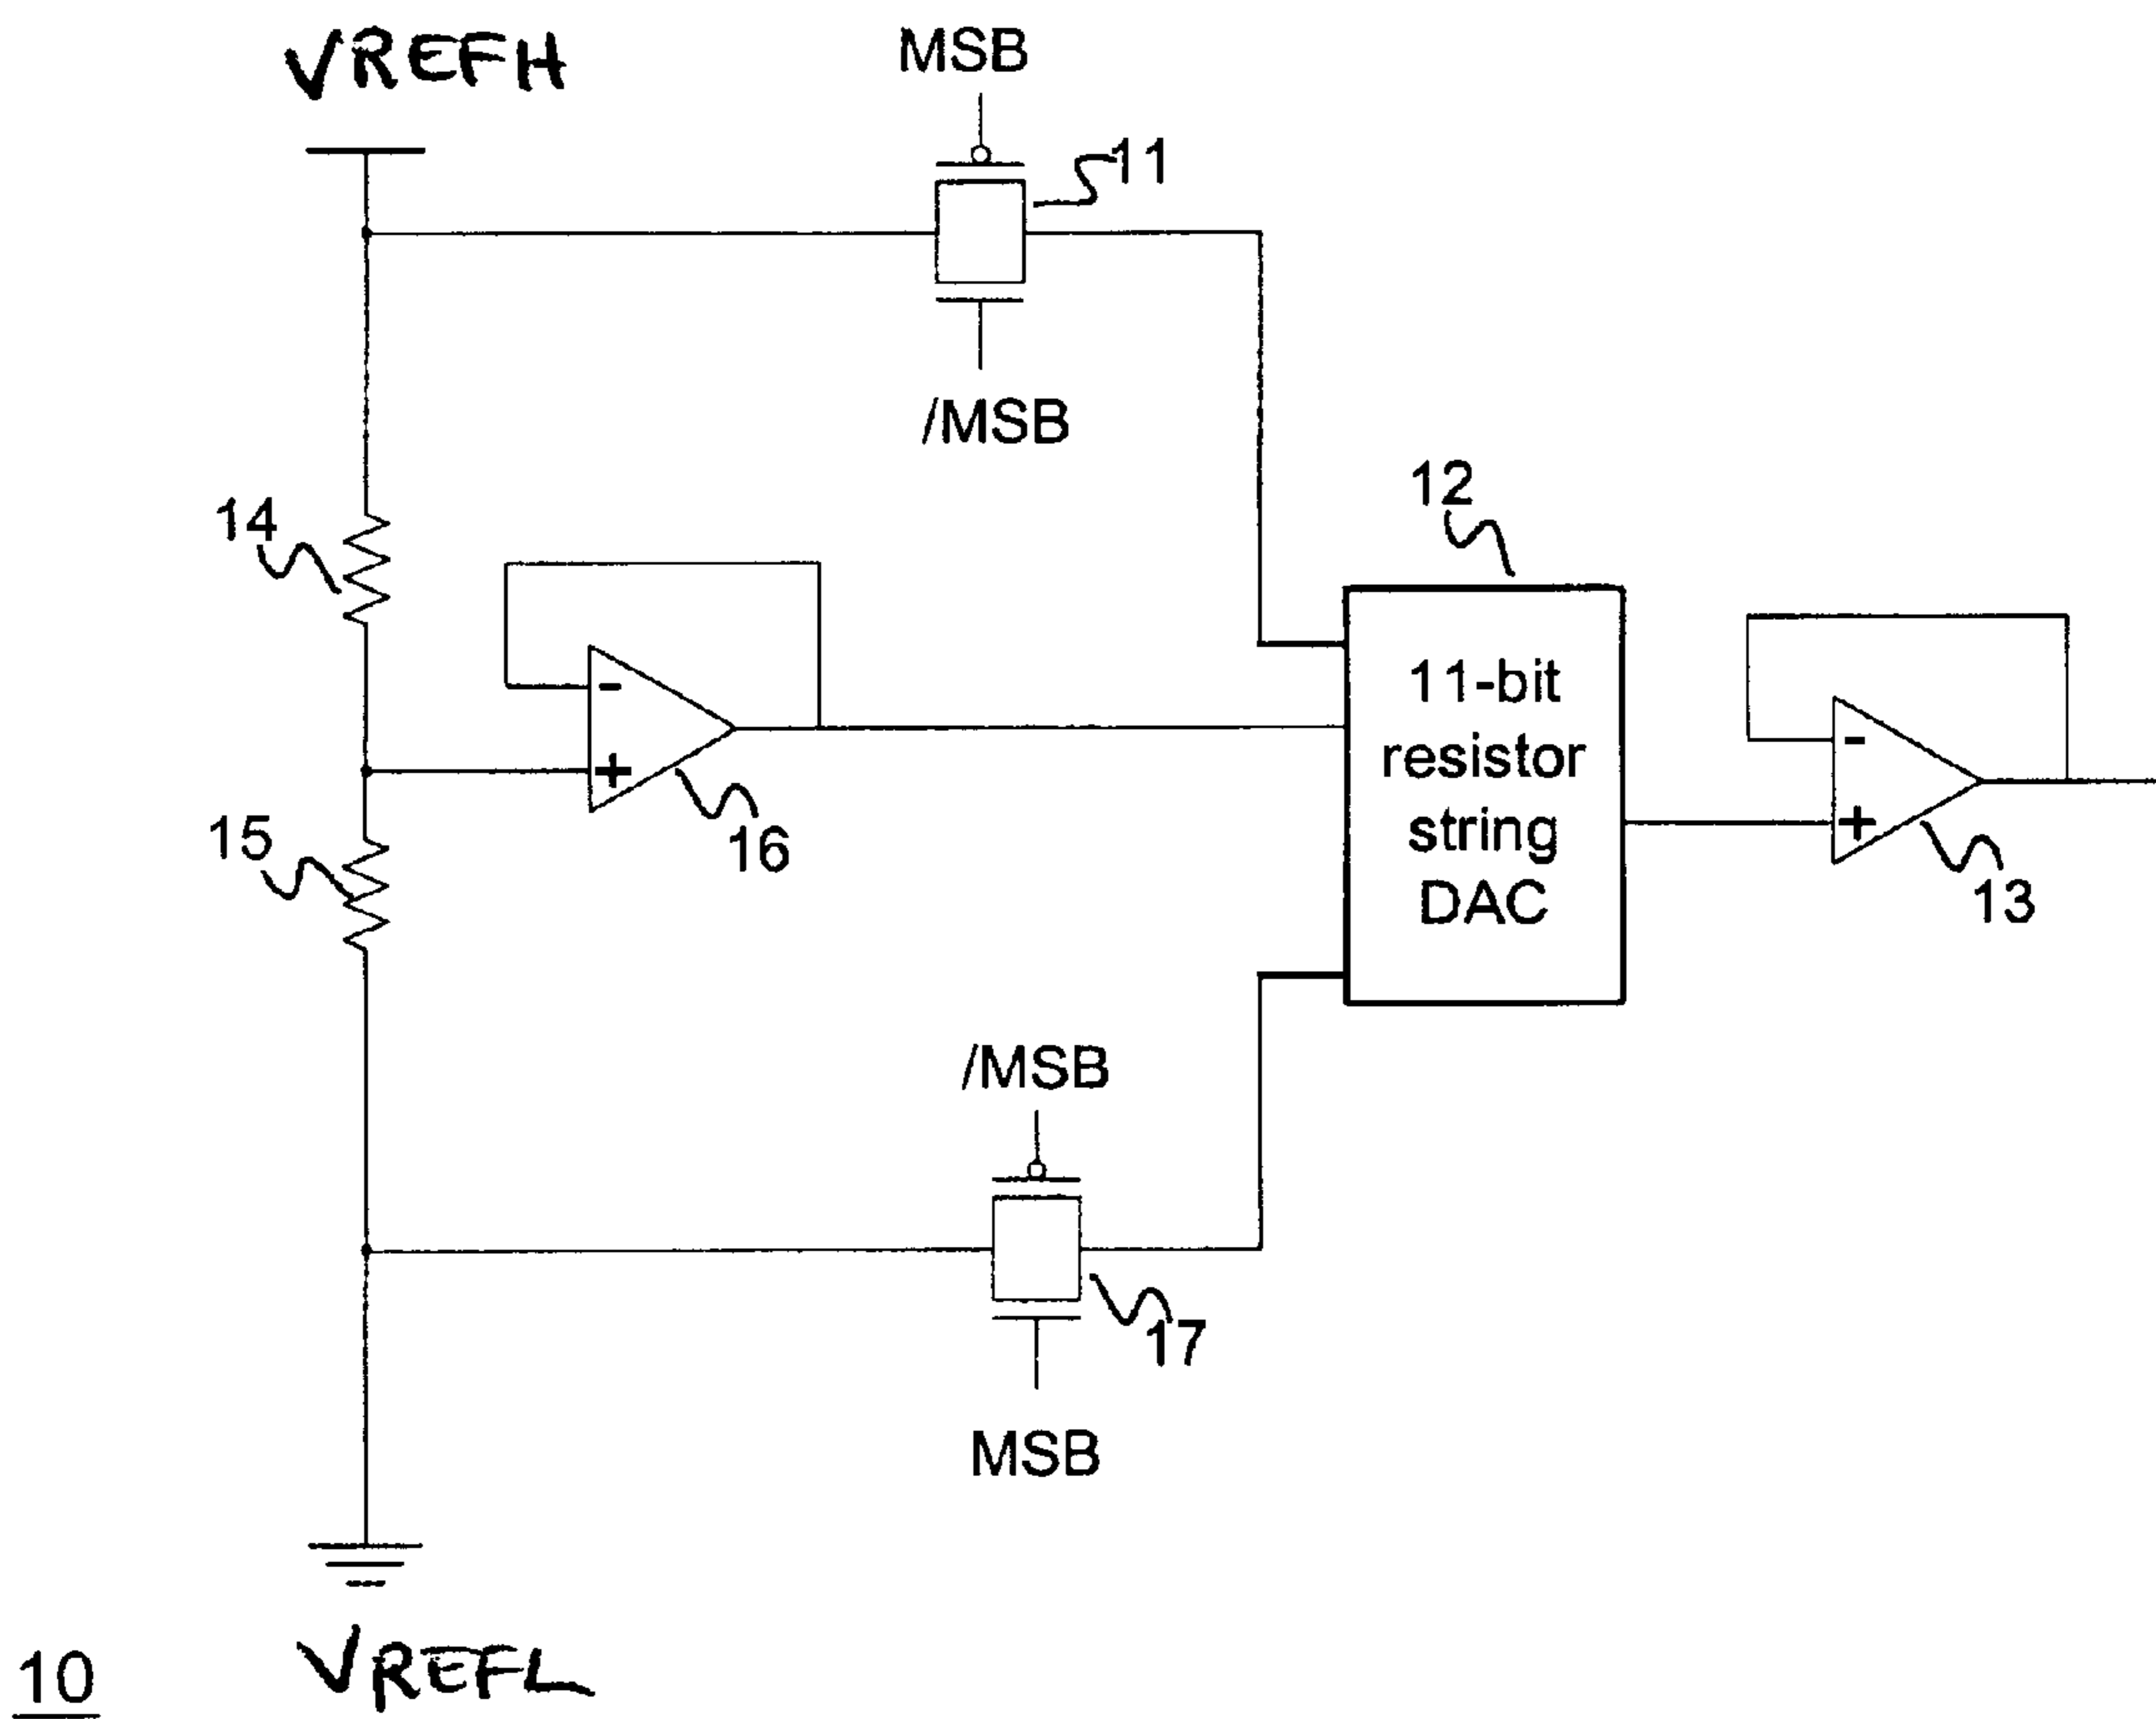 VREFH
MSB
11
/MSB
12
14
11-bit
resistor
string
DAC
-
+
16
-
+
13
15
/MSB
17
MSB
VREFL
10